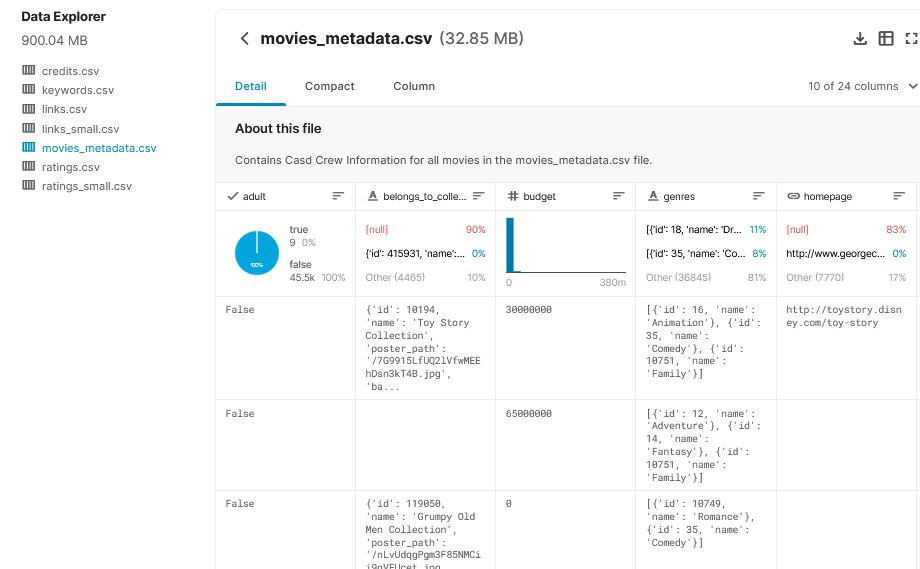 Data Explorer
900.04 MB
credits.csv
keywords.csv
links.csv
links_small.csv
movies_metadata.csv
ratings.csv
ratings_small.csv
movies_metadata.csv (32.85 MB)
Detail Compact Column 10 of 24 columns
About this file
Contains Casd Crew Information for all movies in the movies_metadata.csv file.
adult
A belongs_to_colle...
# budget
A genres
homepage
true
9 0%
false
45.5k 100%
100%
[null] 90%
{'id': 415931, 'name':... 0%
Other (4465) 10%
0 380m
[{'id': 18, 'name': 'Dr... 11%
[{'id': 35, 'name': 'Co... 8%
Other (36845) 81%
[null] 83%
http://www.georgec... 0%
Other (7770) 17%
False
{'id': 10194,
'name': 'Toy Story
Collection',
'poster_path':
'/7G9915LfUQ2lVfwMEE
hDsn3kT4B.jpg',
'ba...
30000000
[{'id': 16, 'name':
'Animation'}, {'id':
35, 'name':
'Comedy'}, {'id':
10751, 'name':
'Family'}]
http://toystory.disn
ey.com/toy-story
False
65000000
[{'id': 12, 'name':
'Adventure'}, {'id':
14, 'name':
'Fantasy'}, {'id':
10751, 'name':
'Family'}]
False
{'id': 119050,
'name': 'Grumpy Old
Men Collection',
'poster_path':
'/nLvUdqgPgm3F85NMCi
0
[{'id': 10749,
'name': 'Romance'},
{'id': 35, 'name':
'Comedy'}]